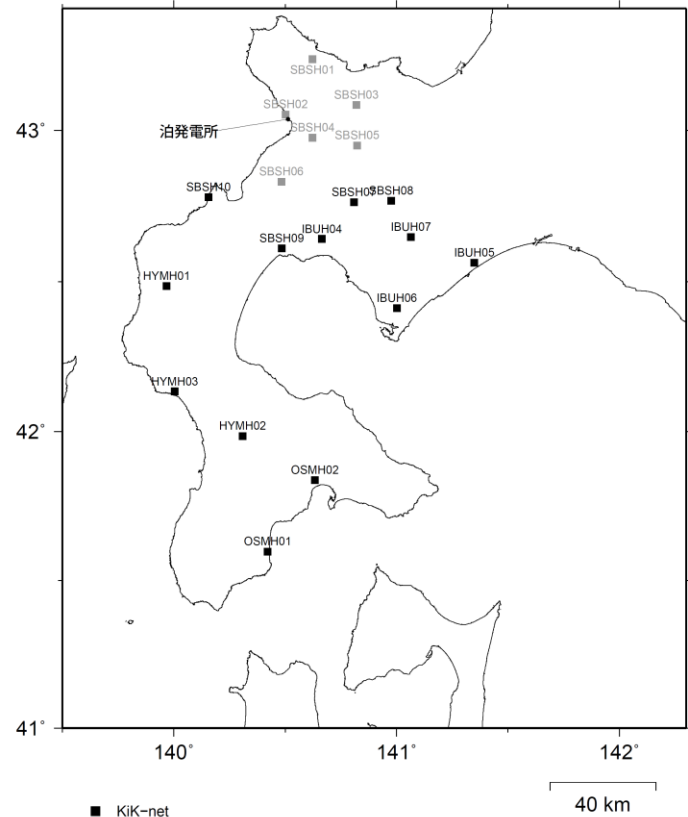 SBSH01
SBSH03
SBSH02
43°
泊発電所
SBSH04
SBSH05
SBSH06
SBSH10
SBSH07
SBSH08
IBUH04
IBUH07
SBSH09
IBUH05
HYMH01
IBUH06
HYMH03
42°
HYMH02
OSMH02
OSMH01
41°
140°
141°
142°
KiK-net
40 km